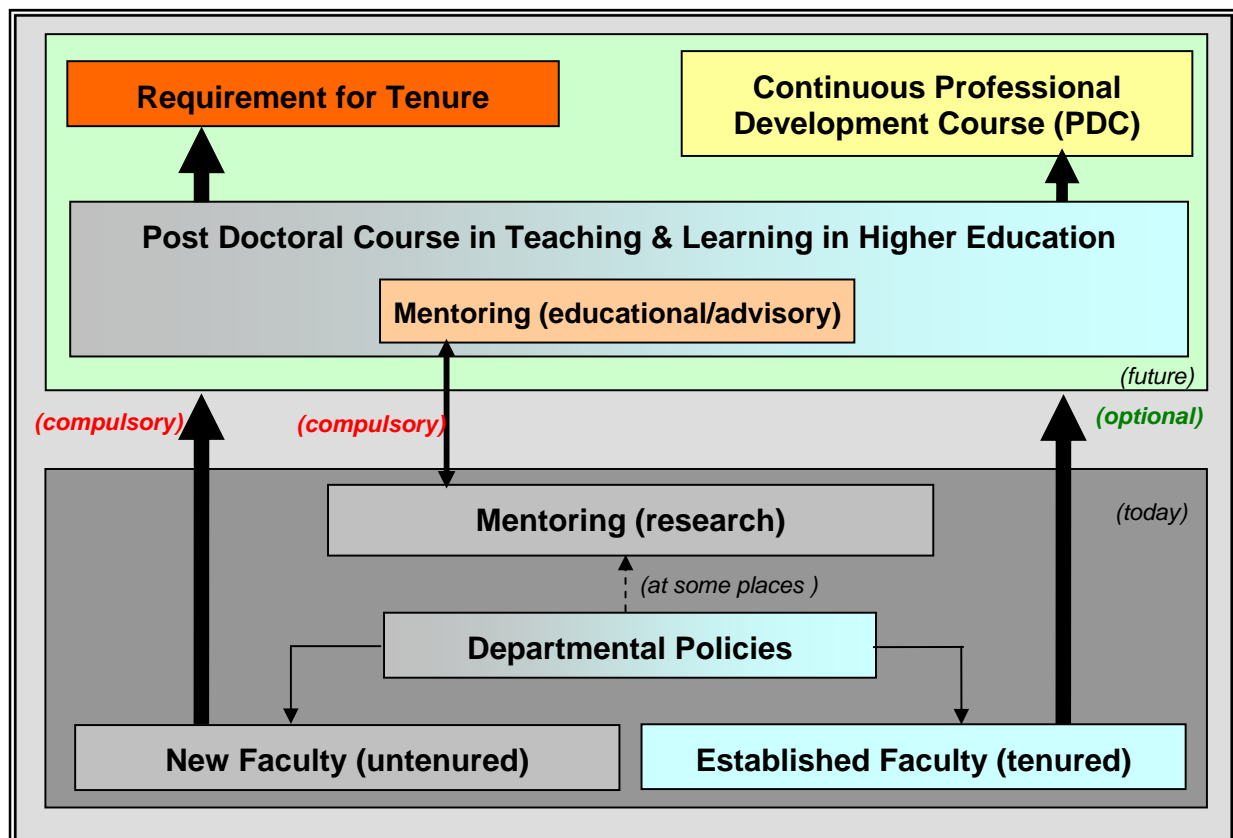 Requirement for Tenure
Continuous Professional
Development Course (PDC)
Post Doctoral Course in Teaching & Learning in Higher Education
Mentoring (educational/advisory)
(future)
(compulsory)
(compulsory)
(optional)
Mentoring (research)
(today)
(at some places )
Departmental Policies
New Faculty (untenured)
Established Faculty (tenured)